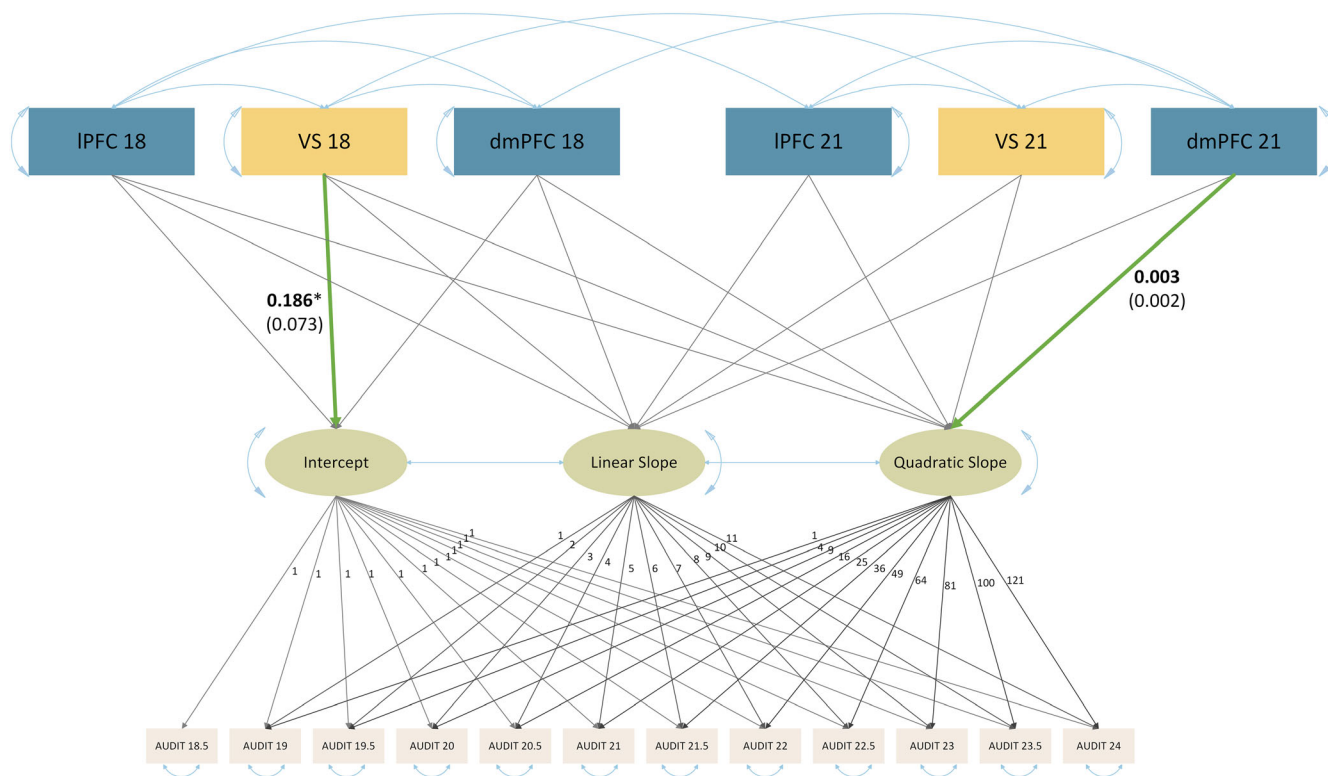 lPFC 18
VS 18
dmPFC 18
lPFC 21
VS 21
dmPFC 21
0.186*
(0.073)
0.003
(0.002)
Intercept
Linear Slope
Quadratic Slope
1
1
1
1
1
1
1
1
1
1
1
1
1
2
3
4
5
6
7
8
9
10
11
1
4
9
16
25
36
49
64
81
100
121
AUDIT 18.5
AUDIT 19
AUDIT 19.5
AUDIT 20
AUDIT 20.5
AUDIT 21
AUDIT 21.5
AUDIT 22
AUDIT 22.5
AUDIT 23
AUDIT 23.5
AUDIT 24